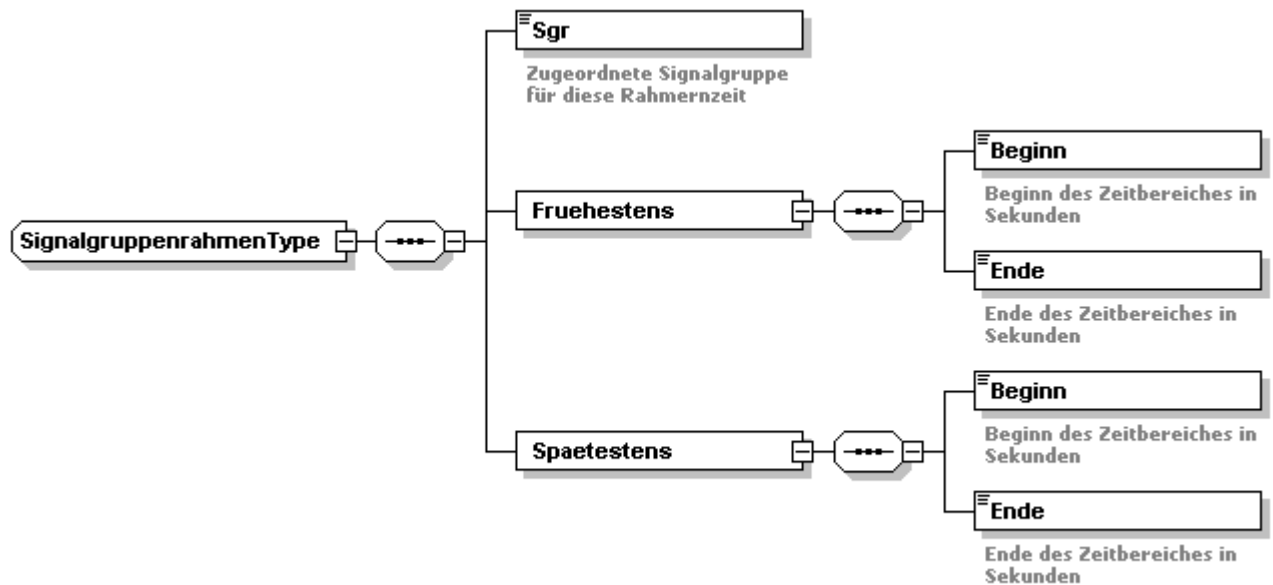 Sgr
Zugeordnete Signalgruppe
für diese Rahmernzeit
Beginn
Beginn des Zeitbereiches in
Sekunden
Fruehestens
SignalgruppenrahmenType
Ende
Ende des Zeitbereiches in
Sekunden
Beginn
Beginn des Zeitbereiches in
Sekunden
Spaetestens
Ende
Ende des Zeitbereiches in
Sekunden